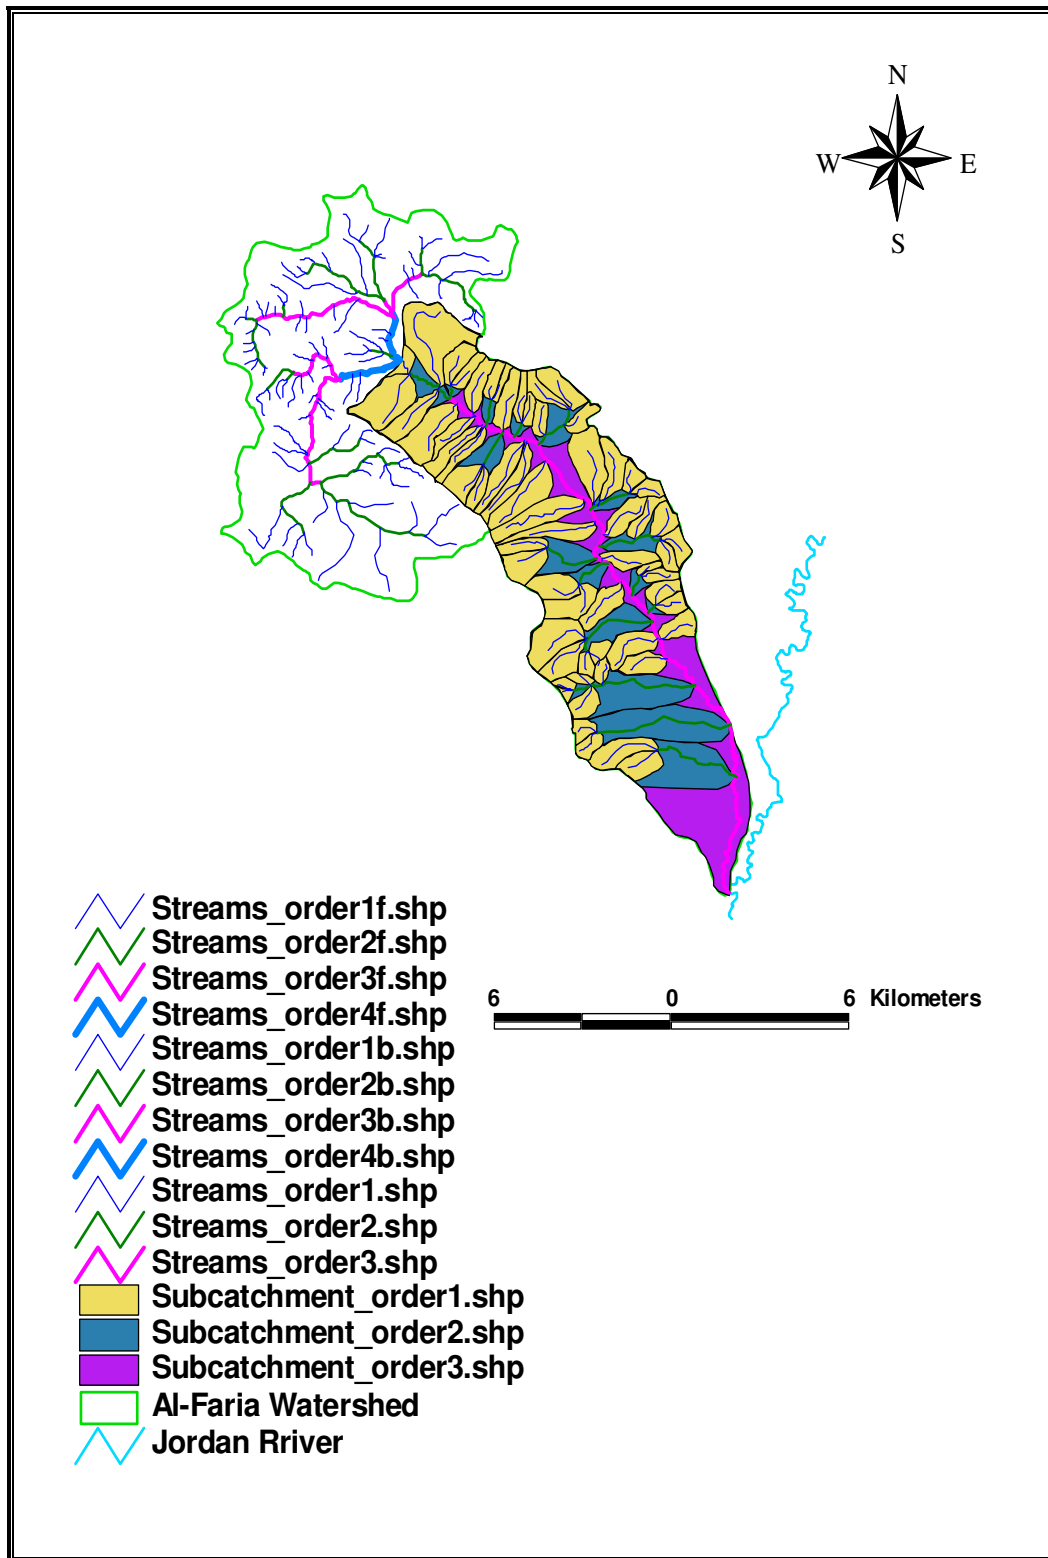 N
W E
S
Streams_order1f.shp
Streams_order2f.shp
Streams_order3f.shp
Streams_order4f.shp
Streams_order1b.shp
Streams_order2b.shp
Streams_order3b.shp
Streams_order4b.shp
Streams_order1.shp
Streams_order2.shp
Streams_order3.shp
Subcatchment_order1.shp
Subcatchment_order2.shp
Subcatchment_order3.shp
Al-Faria Watershed
Jordan Rriver
6 0 6 Kilometers